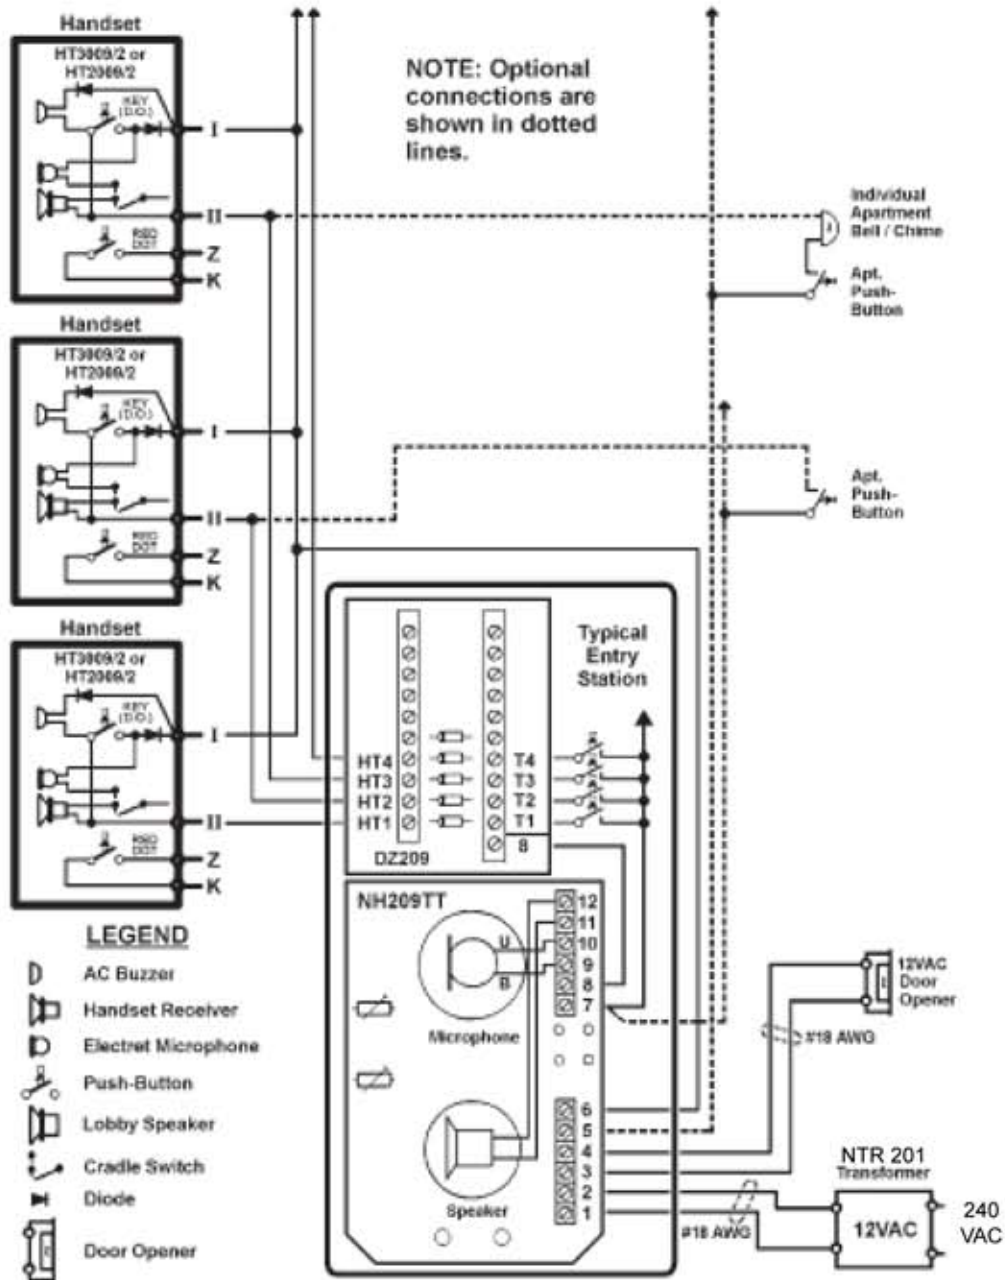 Handset
HT3009/2 or
HT2009/2
KEY
(D.O.)
I
II
RED
DOT
Z
K
NOTE: Optional
connections are
shown in dotted
lines.
Individual
Apartment
Bell / Chime
Apt.
Push-
Button
Handset
HT3009/2 or
HT2009/2
KEY
(D.O.)
I
II
RED
DOT
Z
K
Apt.
Push-
Button
Handset
HT3009/2 or
HT2009/2
KEY
(D.O.)
I
II
RED
DOT
Z
K
Typical
Entry
Station
HT4
HT3
HT2
HT1
T4
T3
T2
T1
8
DZ209
NH209TT
12
11
10
9
8
7
U
B
Microphone
6
5
4
3
2
1
Speaker
12VAC
Door
Opener
#18 AWG
#18 AWG
NTR 201
Transformer
12VAC
240
VAC
LEGEND
AC Buzzer
Handset Receiver
Electret Microphone
Push-Button
Lobby Speaker
Cradle Switch
Diode
Door Opener